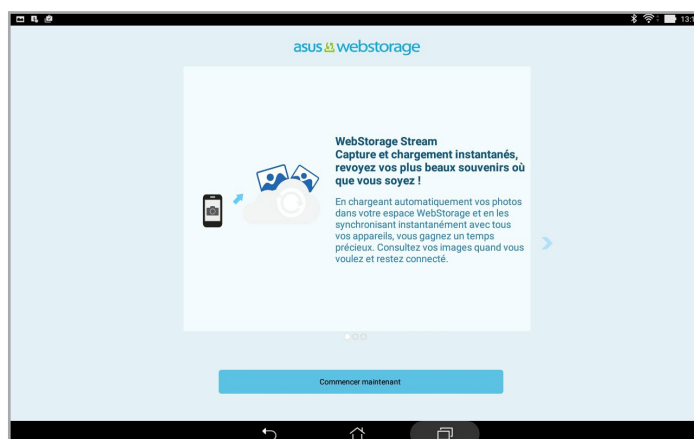 asus webstorage
WebStorage Stream
Capture et chargement instantanés,
revoyez vos plus beaux souvenirs où
que vous soyez !
En chargeant automatiquement vos photos
dans votre espace WebStorage et en les
synchronisant instantanément avec tous
vos appareils, vous gagnez un temps
précieux. Consultez vos images quand vous
voulez et restez connecté.
Commencer maintenant